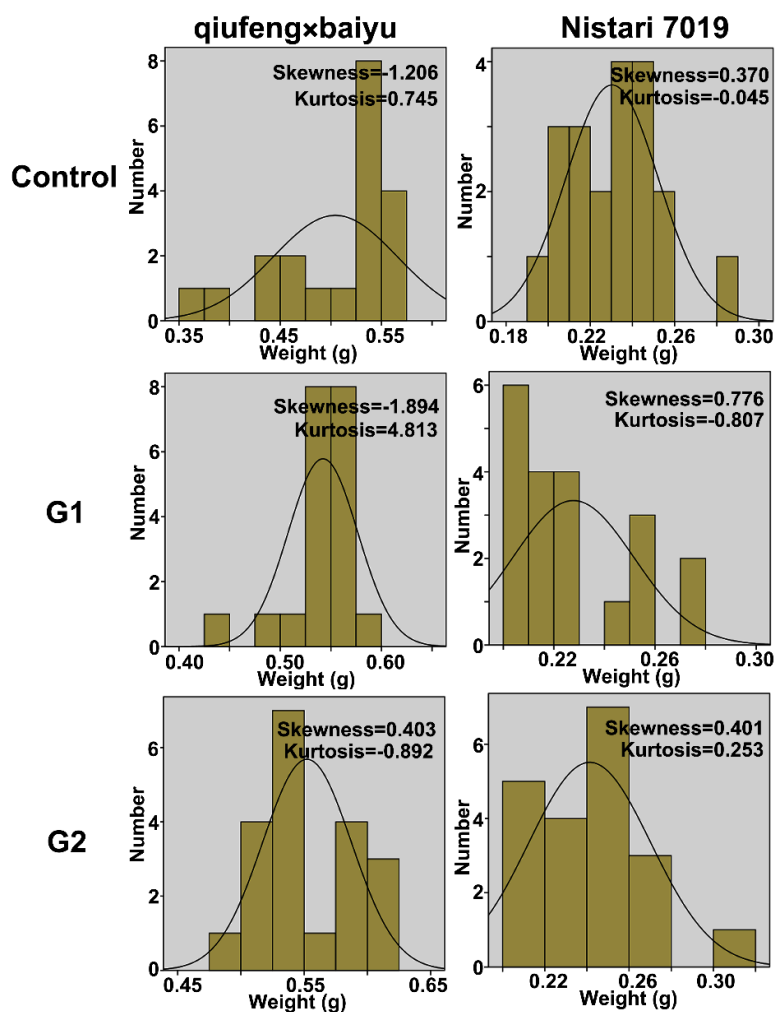 qiufeng×baiyu
Nistari 7019
Control
Number
8
6
4
2
0
Skewness=-1.206
Kurtosis=0.745
0.35
0.45
0.55
Weight (g)
Number
4
2
0
Skewness=0.370
Kurtosis=-0.045
0.18
0.22
0.26
0.30
Weight (g)
G1
Number
8
6
4
2
0
Skewness=-1.894
Kurtosis=4.813
0.40
0.50
0.60
Weight (g)
Number
6
4
2
0
Skewness=0.776
Kurtosis=-0.807
0.22
0.26
0.30
Weight (g)
G2
Number
6
4
2
0
Skewness=0.403
Kurtosis=-0.892
0.45
0.55
0.65
Weight (g)
Number
6
4
2
0
Skewness=0.401
Kurtosis=0.253
0.22
0.26
0.30
Weight (g)